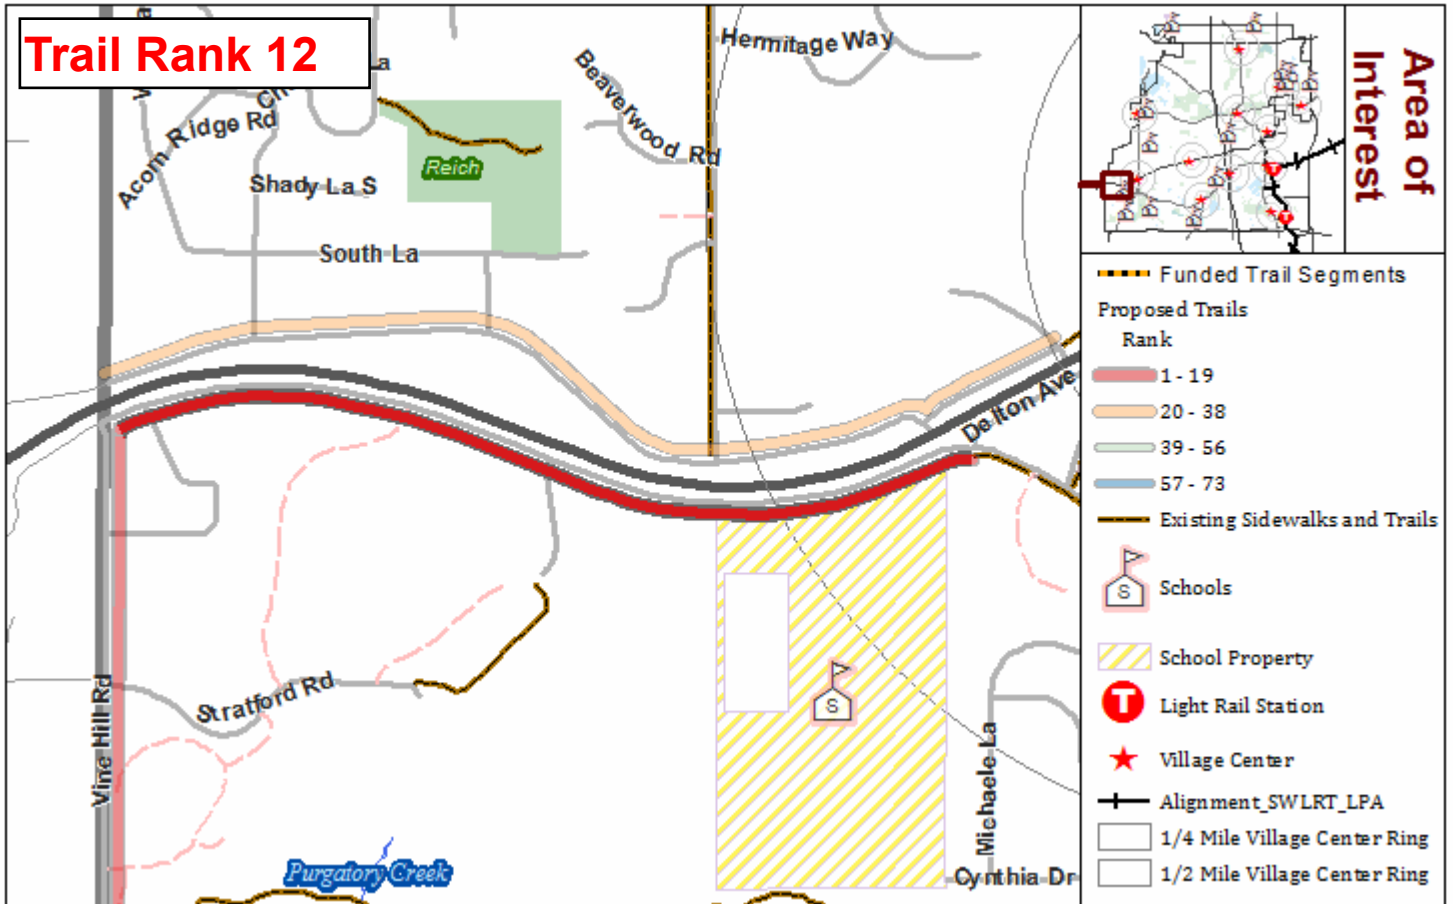 Trail Rank 12
La
Hermitage Way
Beaverwood Rd
Acorn Ridge Rd
Reich
Shady La S
South La
Delton Ave
Stratford Rd
Vine Hill Rd
S
Michaele La
Purgatory Creek
Cynthia Dr
Area of
Interest
T
T
Funded Trail Segments
Proposed Trails
Rank
1 - 19
20 - 38
39 - 56
57 - 73
Existing Sidewalks and Trails
S
Schools
School Property
T
Light Rail Station
Village Center
Alignment_SWLRT_LPA
1/4 Mile Village Center Ring
1/2 Mile Village Center Ring